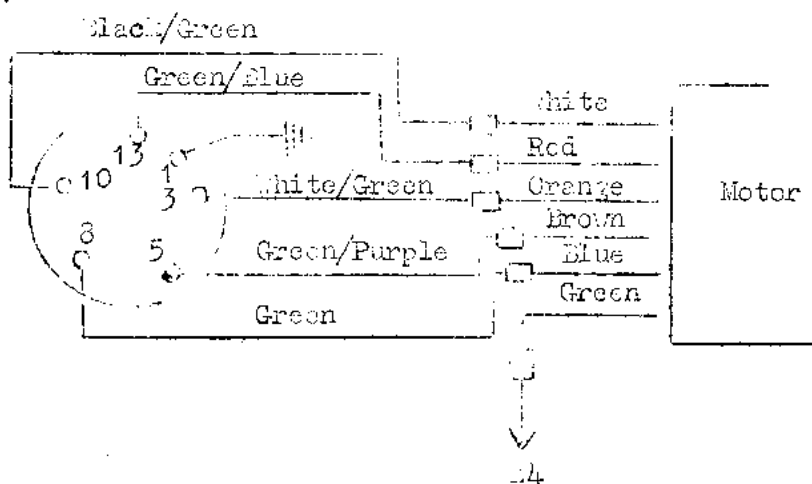 Black/Green
Green/Blue
White
Red
13
1
10
3
White/Green
Orange
Motor
Brown
8
5
Green/Purple
Blue
Green
Green